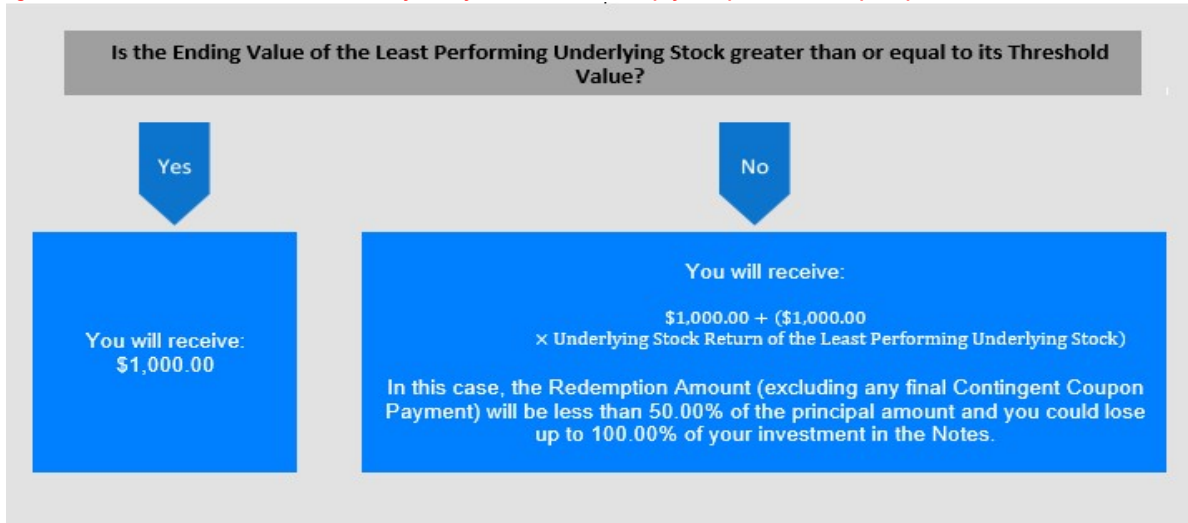 Is the Ending Value of the Least Performing Underlying Stock greater than or equal to its Threshold
Value?
Yes
No
You will receive:
$1,000.00
You will receive:
$1,000.00 + ($1,000.00
× Underlying Stock Return of the Least Performing Underlying Stock)
In this case, the Redemption Amount (excluding any final Contingent Coupon
Payment) will be less than 50.00% of the principal amount and you could lose
up to 100.00% of your investment in the Notes.